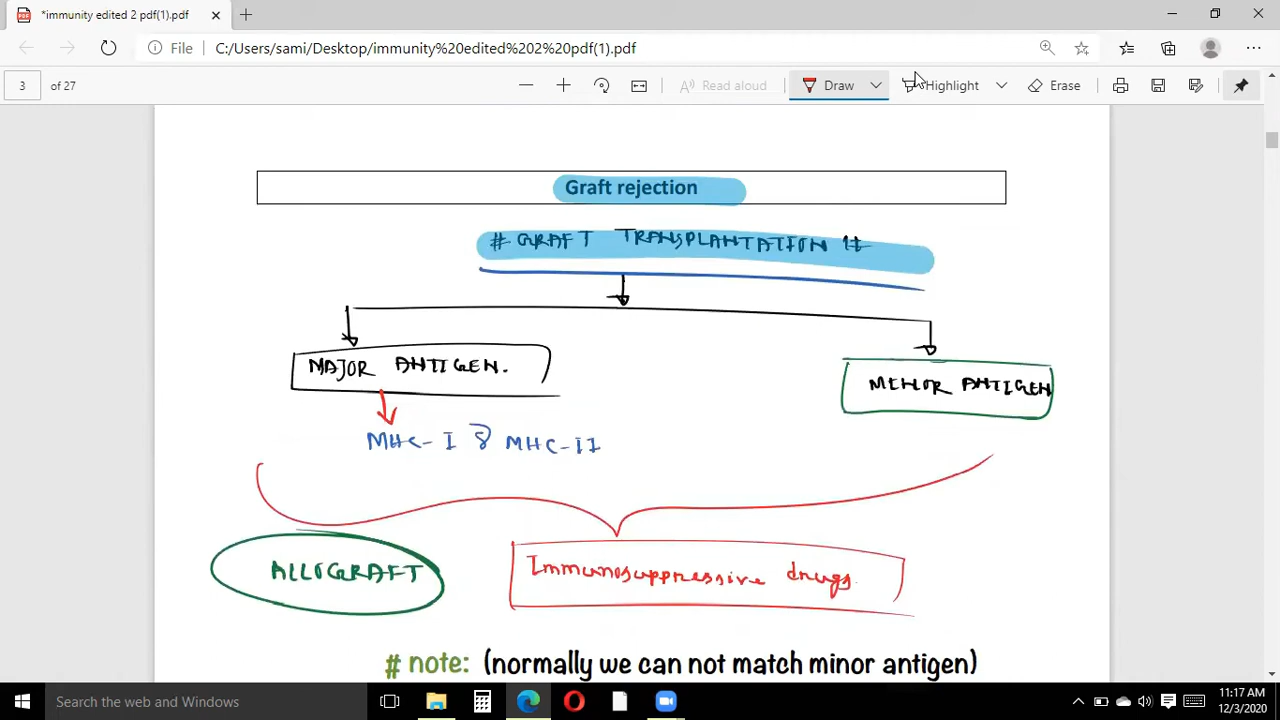 *immunity edited 2 pdf(1).pdf
File C:/Users/sami/Desktop/immunity%20edited%202%20pdf(1).pdf
3 of 27 Read aloud Draw Highlight Erase
Graft rejection
# GRAFT TRANSPLANTATION #
MAJOR ANTIGEN.
MINOR ANTIGEN
MHC-I & MHC-II
ALLOGRAFT
Immunosuppressive drugs.
# note: (normally we can not match minor antigen)
Search the web and Windows
11:17 AM
12/3/2020